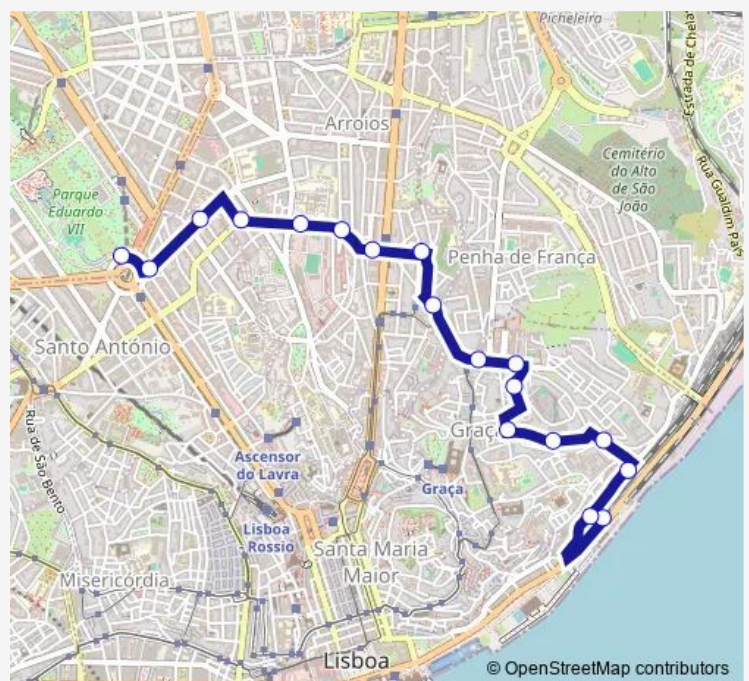 Picheleira
Estrada de Chela
Arroios
Cemitério
do Alto
de São
João
Rua Gualdim Pais
Parque
Eduardo
VII
Penha de França
Santo António
Rua de São Bento
Graça
Ascensor
do Lavra
Graça
Lisboa
- Rossio
Santa Maria
Maior
Misericórdia
Lisboa
© OpenStreetMap contributors